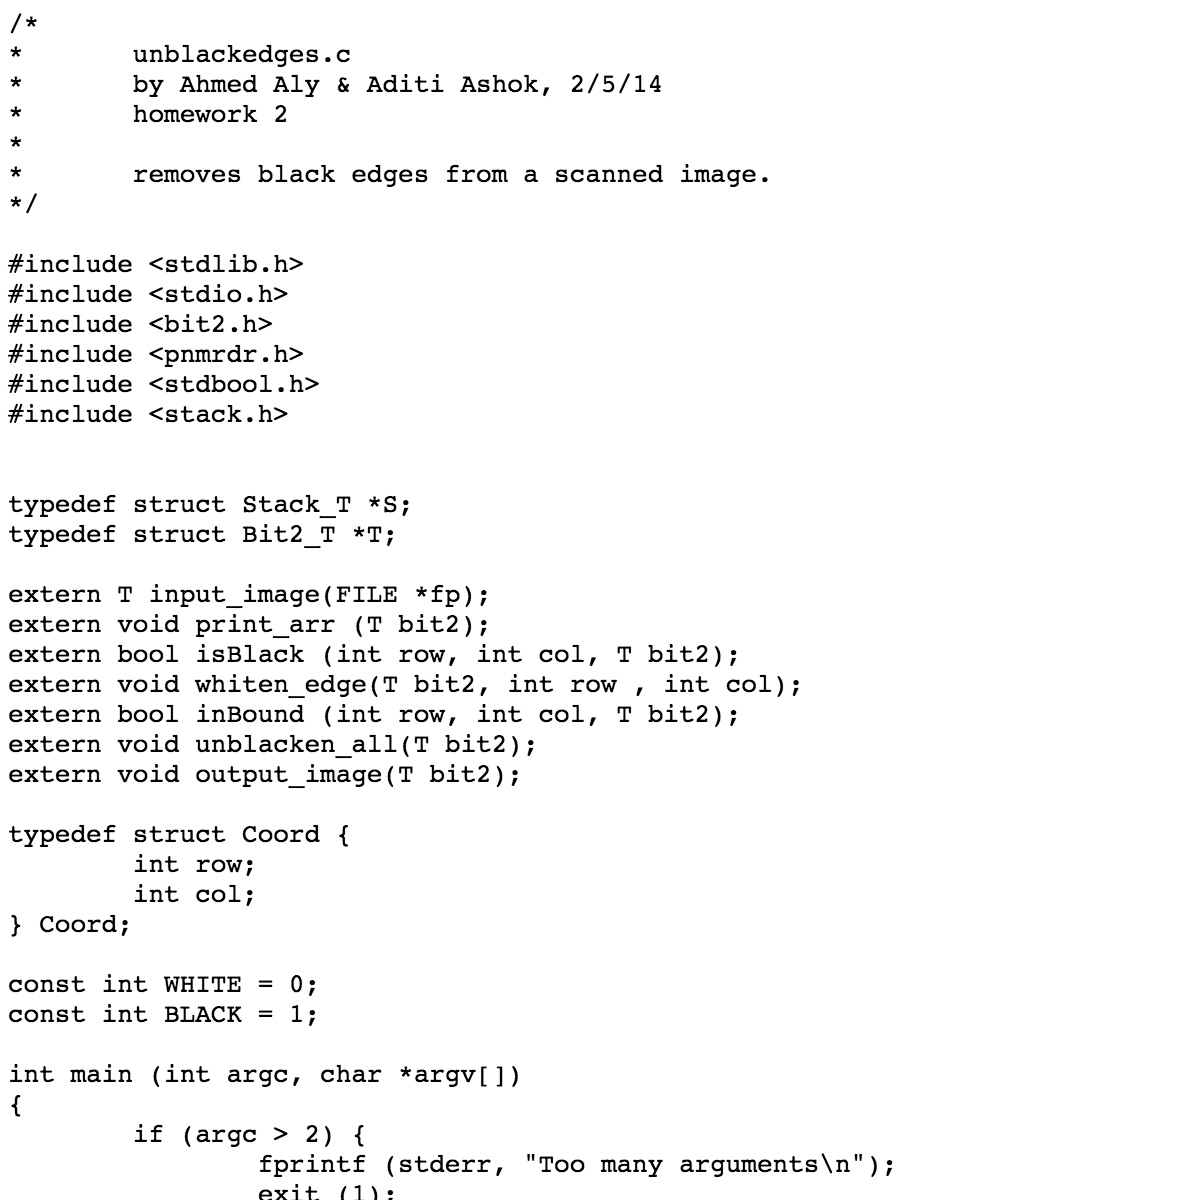 /*
*       unblackedges.c
*       by Ahmed Aly & Aditi Ashok, 2/5/14
*       homework 2
*
*       removes black edges from a scanned image.
*/

#include <stdlib.h>
#include <stdio.h>
#include <bit2.h>
#include <pnmrdr.h>
#include <stdbool.h>
#include <stack.h>


typedef struct Stack_T *S;
typedef struct Bit2_T *T;

extern T input_image(FILE *fp);
extern void print_arr (T bit2);
extern bool isBlack (int row, int col, T bit2);
extern void whiten_edge(T bit2, int row , int col);
extern bool inBound (int row, int col, T bit2);
extern void unblacken_all(T bit2);
extern void output_image(T bit2);

typedef struct Coord {
        int row;
        int col;
} Coord;

const int WHITE = 0;
const int BLACK = 1;

int main (int argc, char *argv[])
{
        if (argc > 2) {
                fprintf (stderr, "Too many arguments\n");
                exit (1);